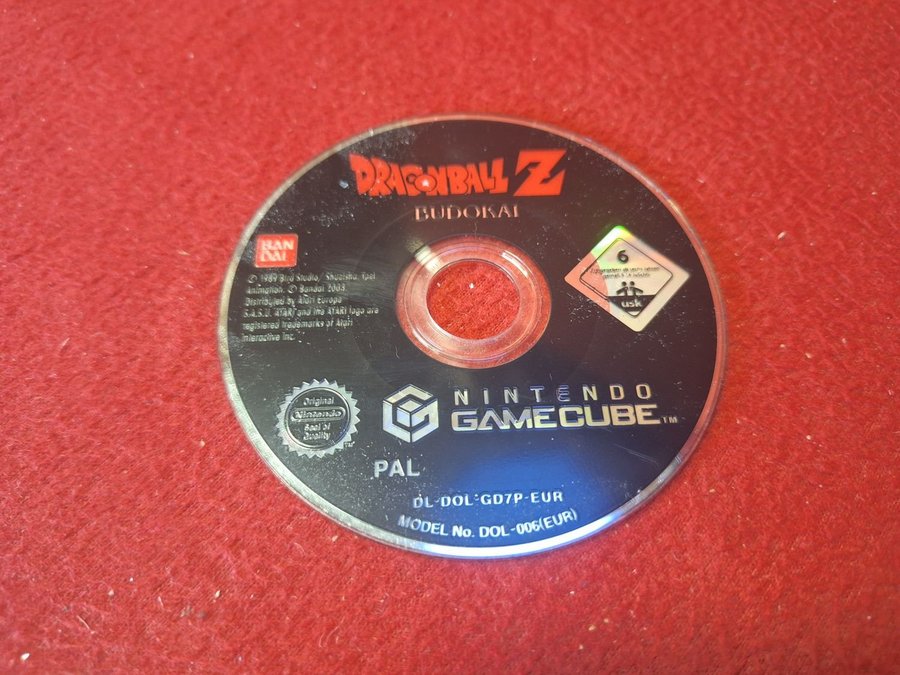 DRAGONBALL Z
BUDOKAI
BAN
DAI
© 1989 Bird Studio/ Shueisha, Toei
Animation. © Bandai 2003.
Distributed by Atari Europe
S.A.S.U. ATARI and the ATARI logo are
registered trademarks of Atari
Interactive Inc.
6
usk
Original
Nintendo
Seal of
Quality
TM
NINTENDO
GAMECUBE™
PAL
DL-DOL-GD7P-EUR
MODEL No. DOL-006(EUR)